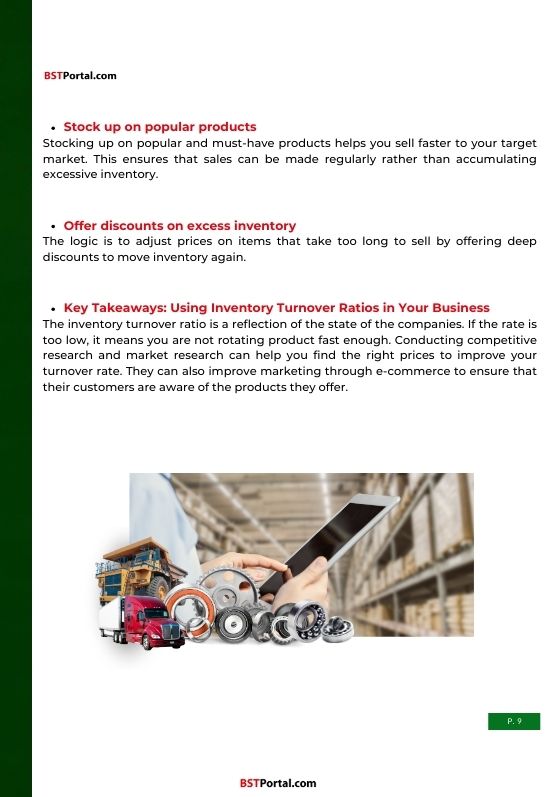 BSTPortal.com
• Stock up on popular products
Stocking up on popular and must-have products helps you sell faster to your target
market. This ensures that sales can be made regularly rather than accumulating
excessive inventory.
• Offer discounts on excess inventory
The logic is to adjust prices on items that take too long to sell by offering deep
discounts to move inventory again.
• Key Takeaways: Using Inventory Turnover Ratios in Your Business
The inventory turnover ratio is a reflection of the state of the companies. If the rate is
too low, it means you are not rotating product fast enough. Conducting competitive
research and market research can help you find the right prices to improve your
turnover rate. They can also improve marketing through e-commerce to ensure that
their customers are aware of the products they offer.
P. 9
BSTPortal.com